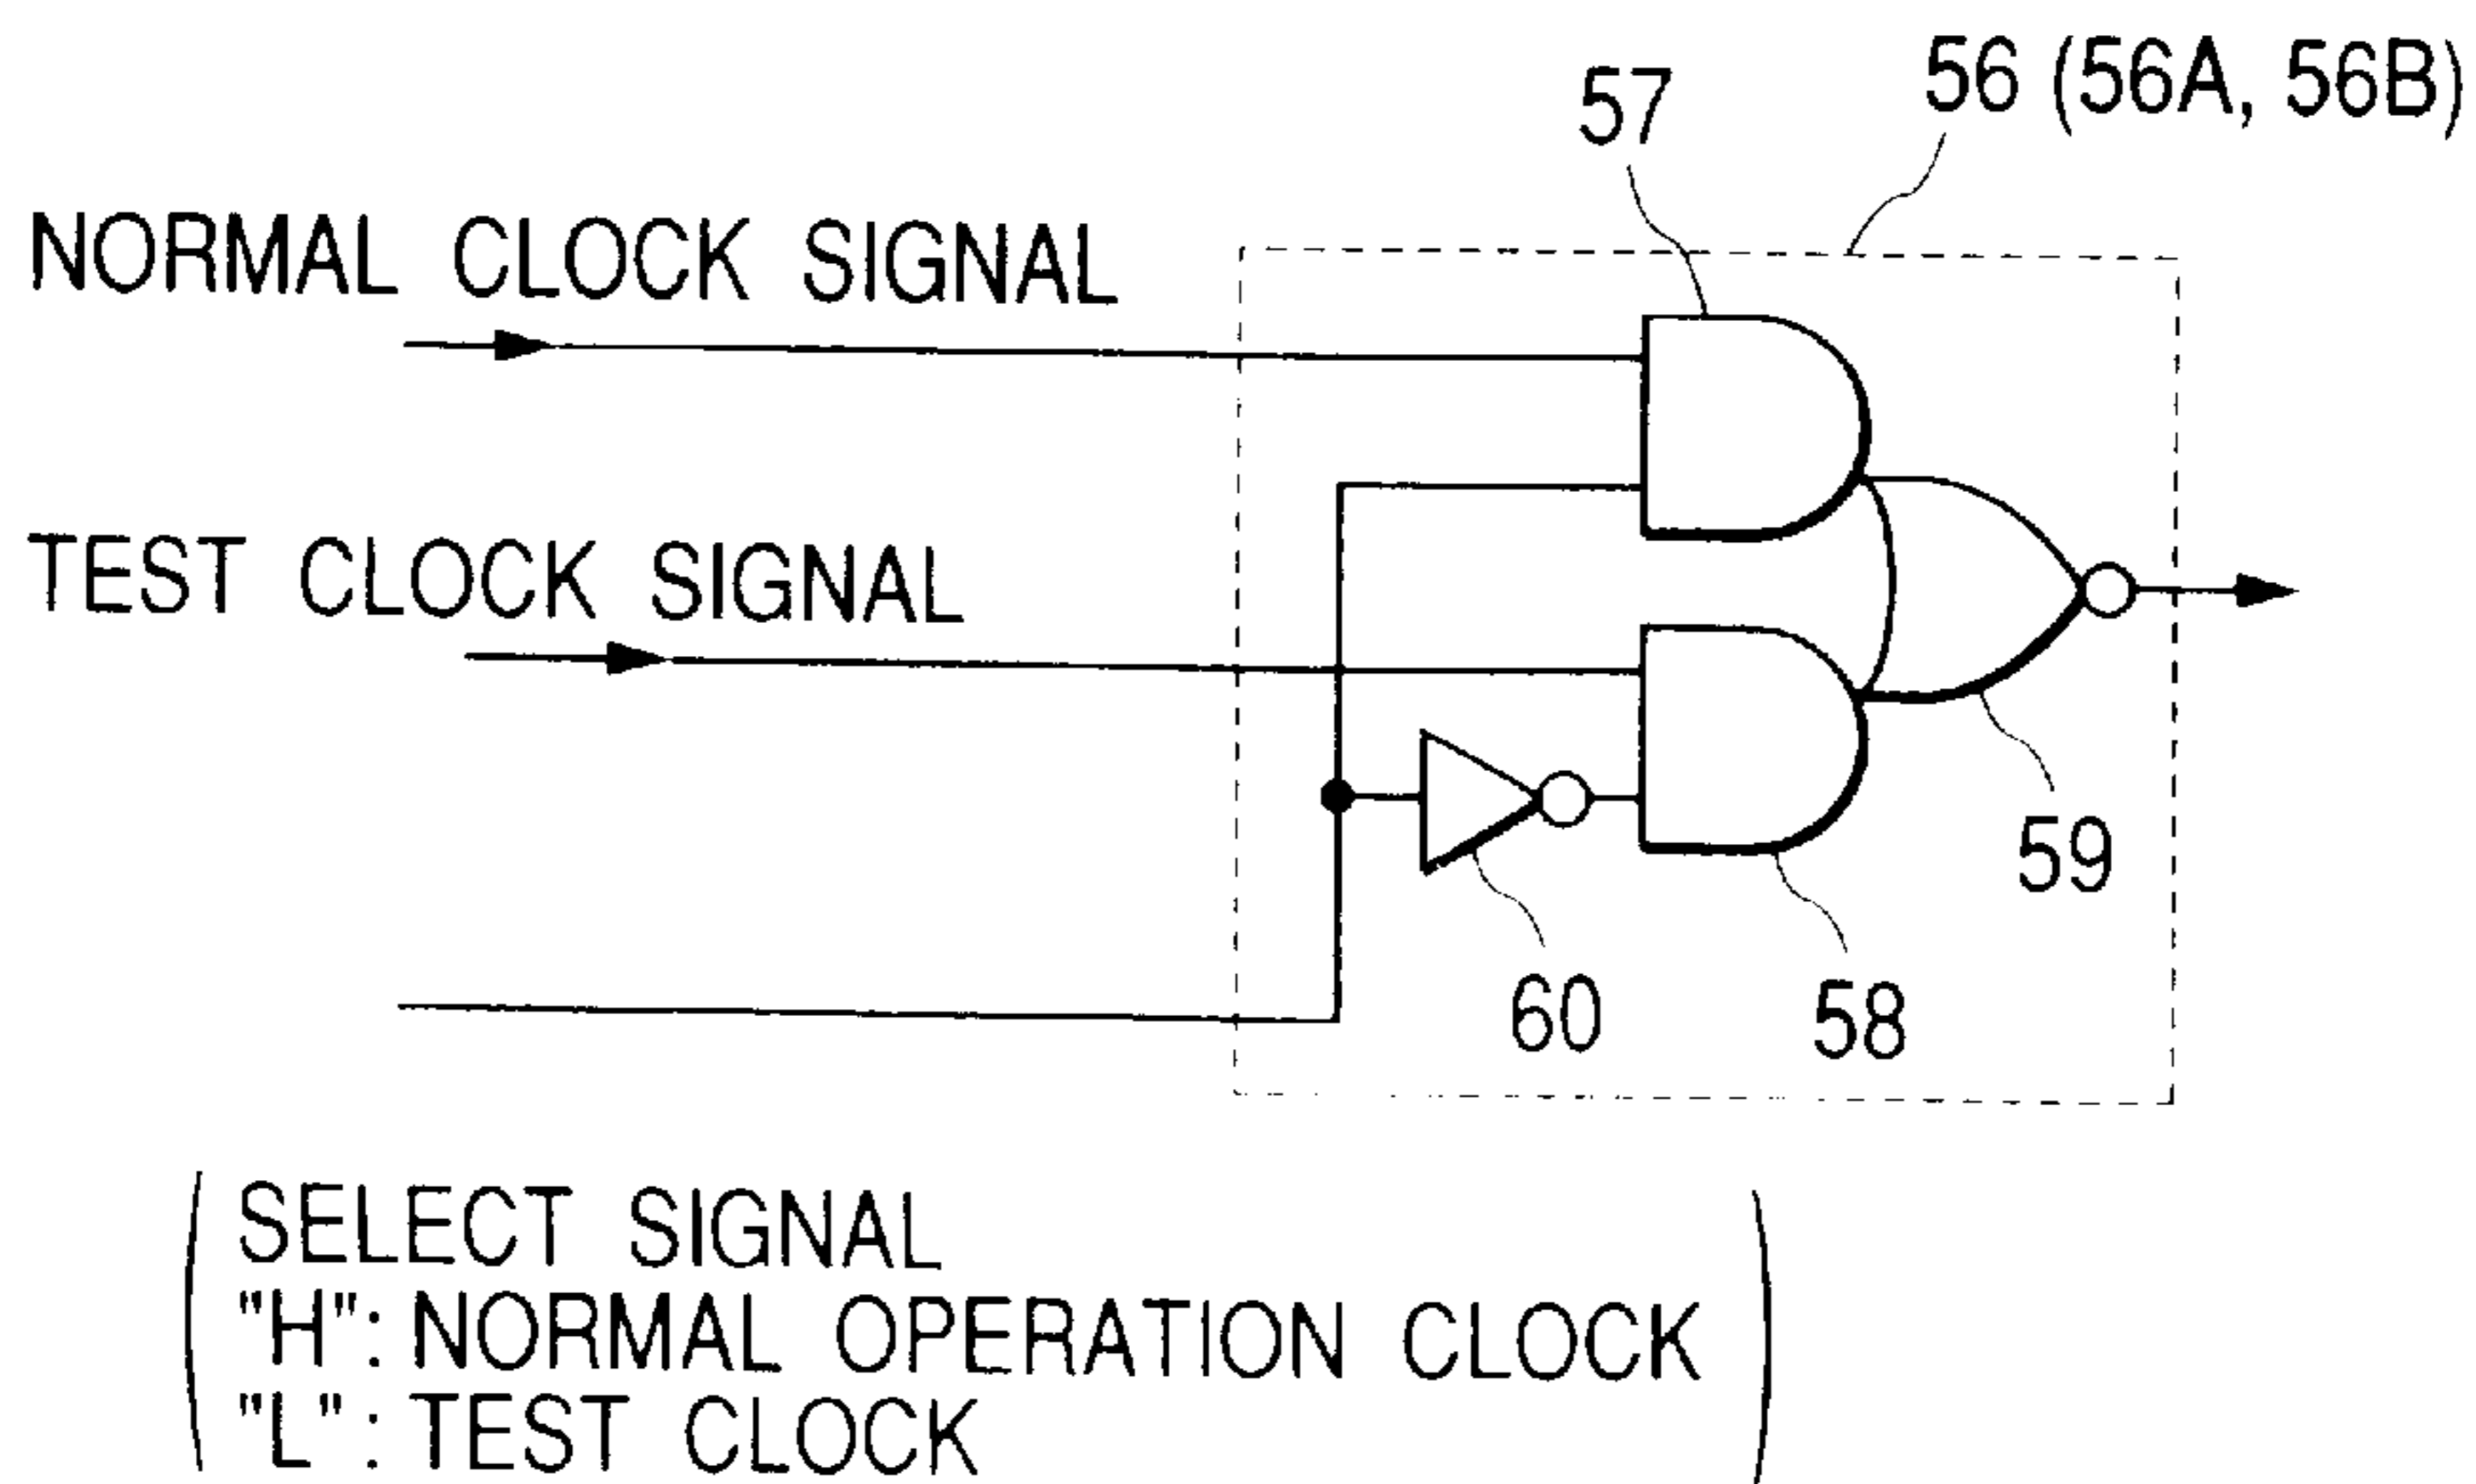 56 (56A, 56B)
57
NORMAL CLOCK SIGNAL
TEST CLOCK SIGNAL
59
60
58
SELECT SIGNAL
"H": NORMAL OPERATION CLOCK
"L": TEST CLOCK